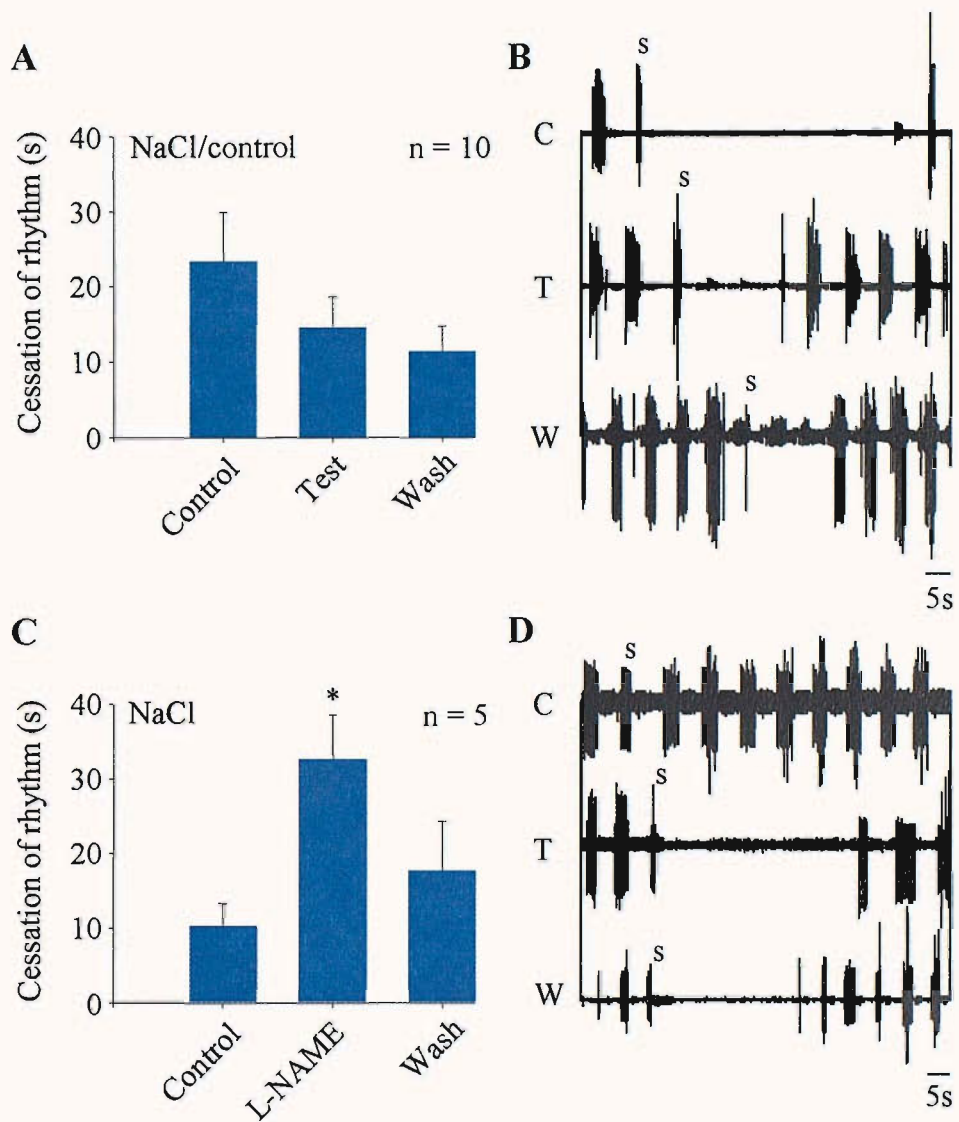 A
NaCl/control n = 10
Cessation of rhythm (s)
40
30
20
10
0
Control Test Wash
B
s
C
s
T
s
W
5s
C
NaCl n = 5
Cessation of rhythm (s)
40
30
20
10
0
*
Control L-NAME Wash
D
s
C
s
T
s
W
5s